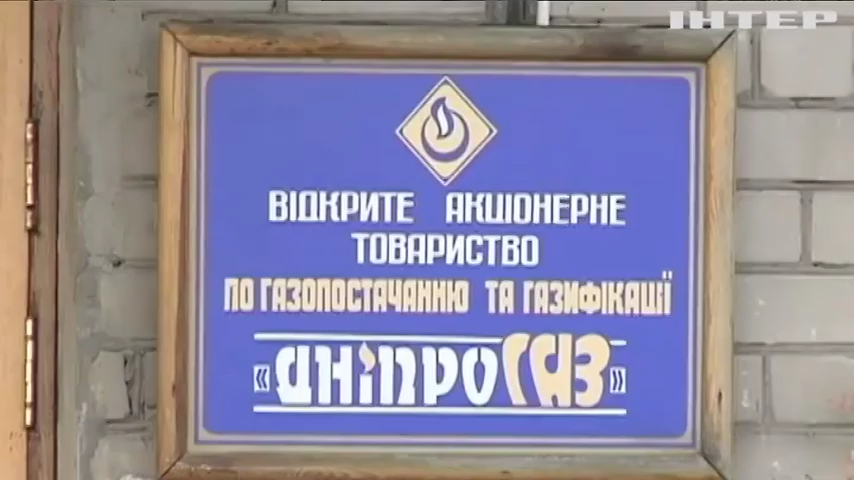 ІНТЕР
ВІДКРИТЕ АКЦІОНЕРНЕ
ТОВАРИСТВО
ПО ГАЗОПОСТАЧАННЮ ТА ГАЗИФІКАЦІЇ
«ДНІПРОГАЗ»